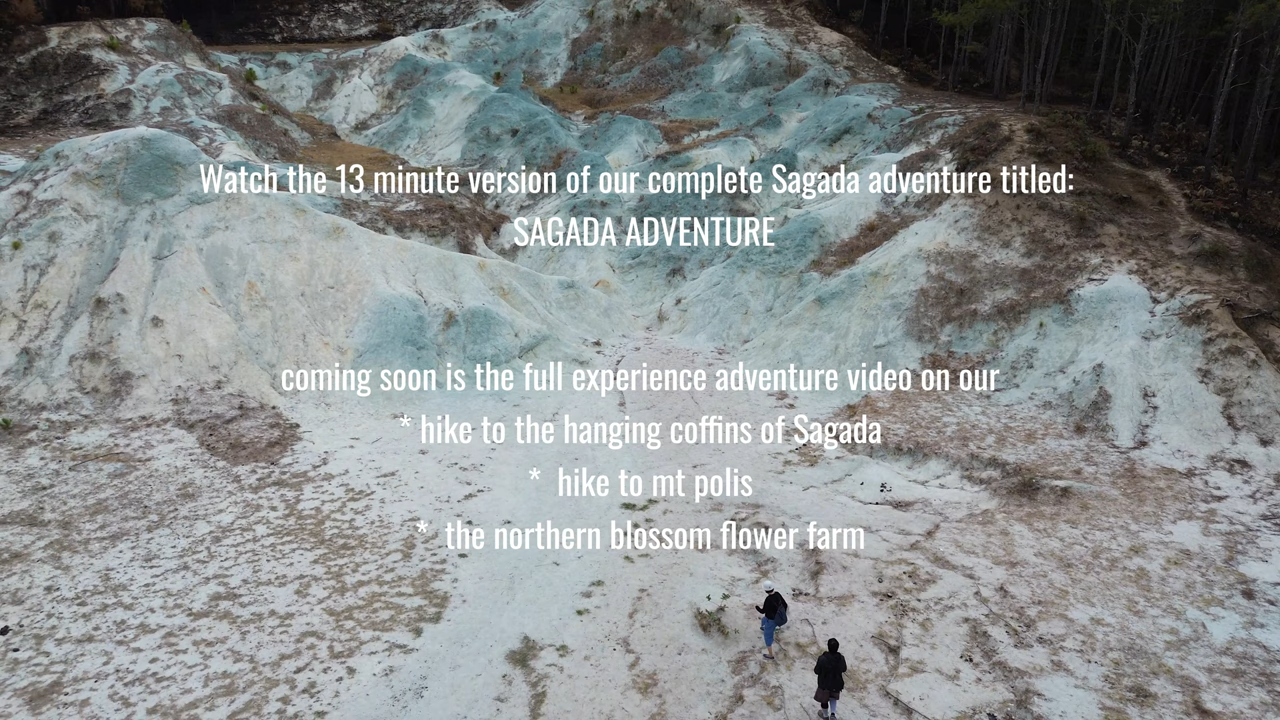 Watch the 13 minute version of our complete Sagada adventure titled:
SAGADA ADVENTURE
coming soon is the full experience adventure video on our
* hike to the hanging coffins of Sagada
* hike to mt polis
* the northern blossom flower farm